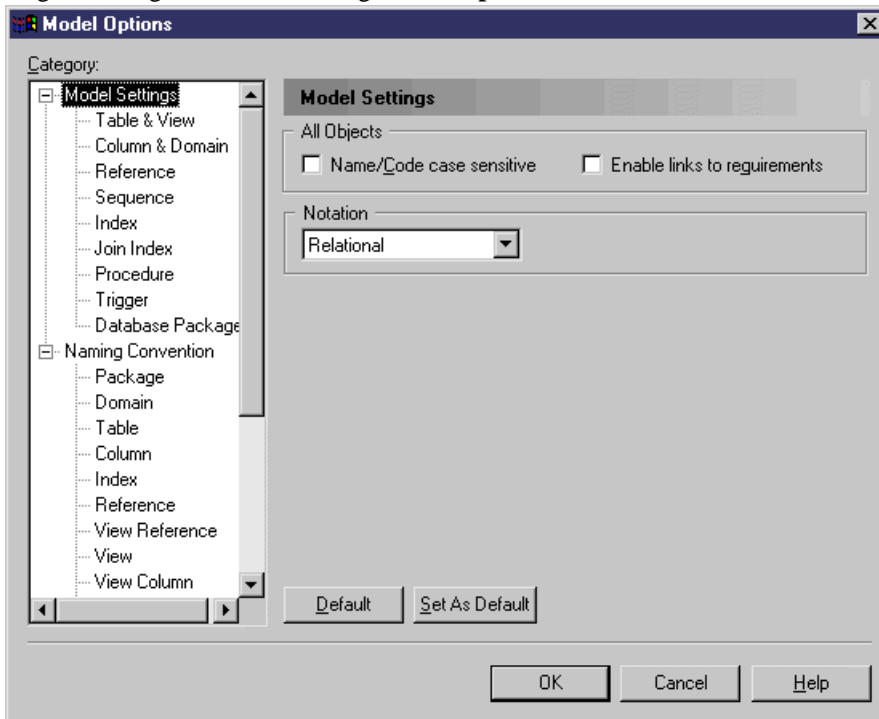 Model Options
Category:
Model Settings
Table & View
Column & Domain
Reference
Sequence
Index
Join Index
Procedure
Trigger
Database Package
Naming Convention
Package
Domain
Table
Column
Index
Reference
View Reference
View
View Column
Model Settings
All Objects
Name/Code case sensitive
Enable links to requirements
Notation
Relational
Default
Set As Default
OK
Cancel
Help